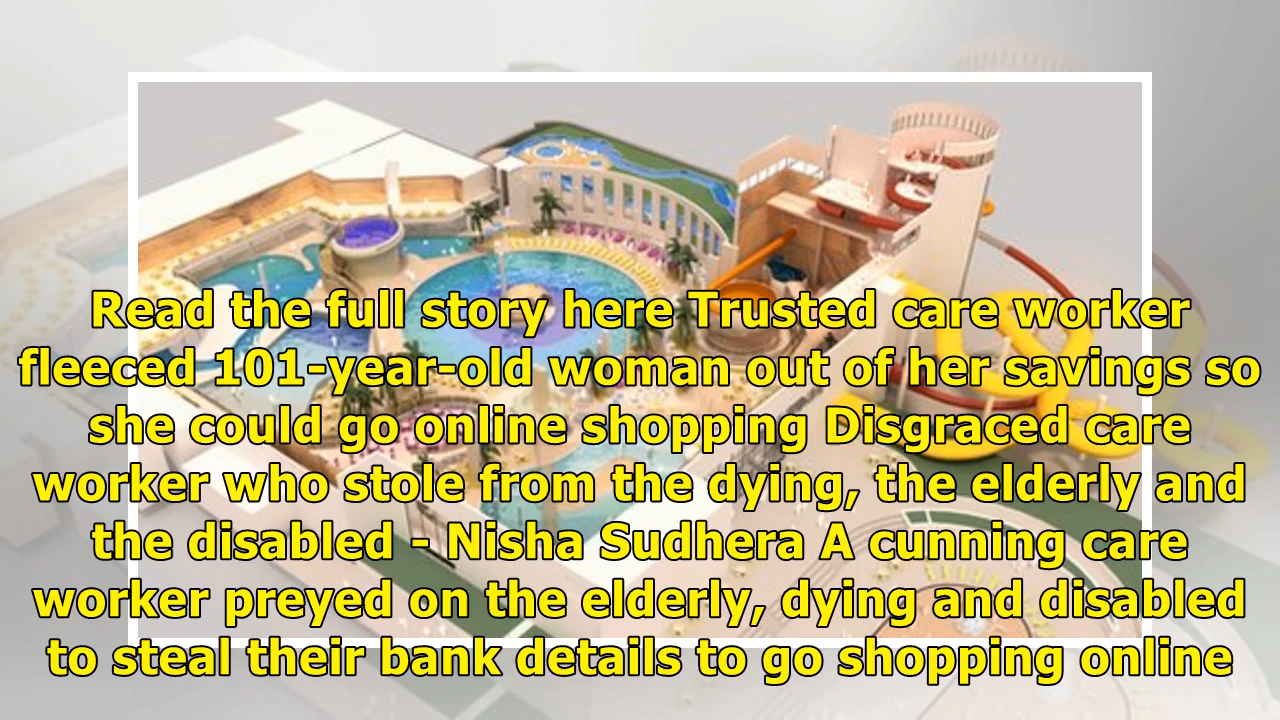 Read the full story here Trusted care worker
fleeced 101-year-old woman out of her savings so
she could go online shopping Disgraced care
worker who stole from the dying, the elderly and
the disabled - Nisha Sudhera A cunning care
worker preyed on the elderly, dying and disabled
to steal their bank details to go shopping online